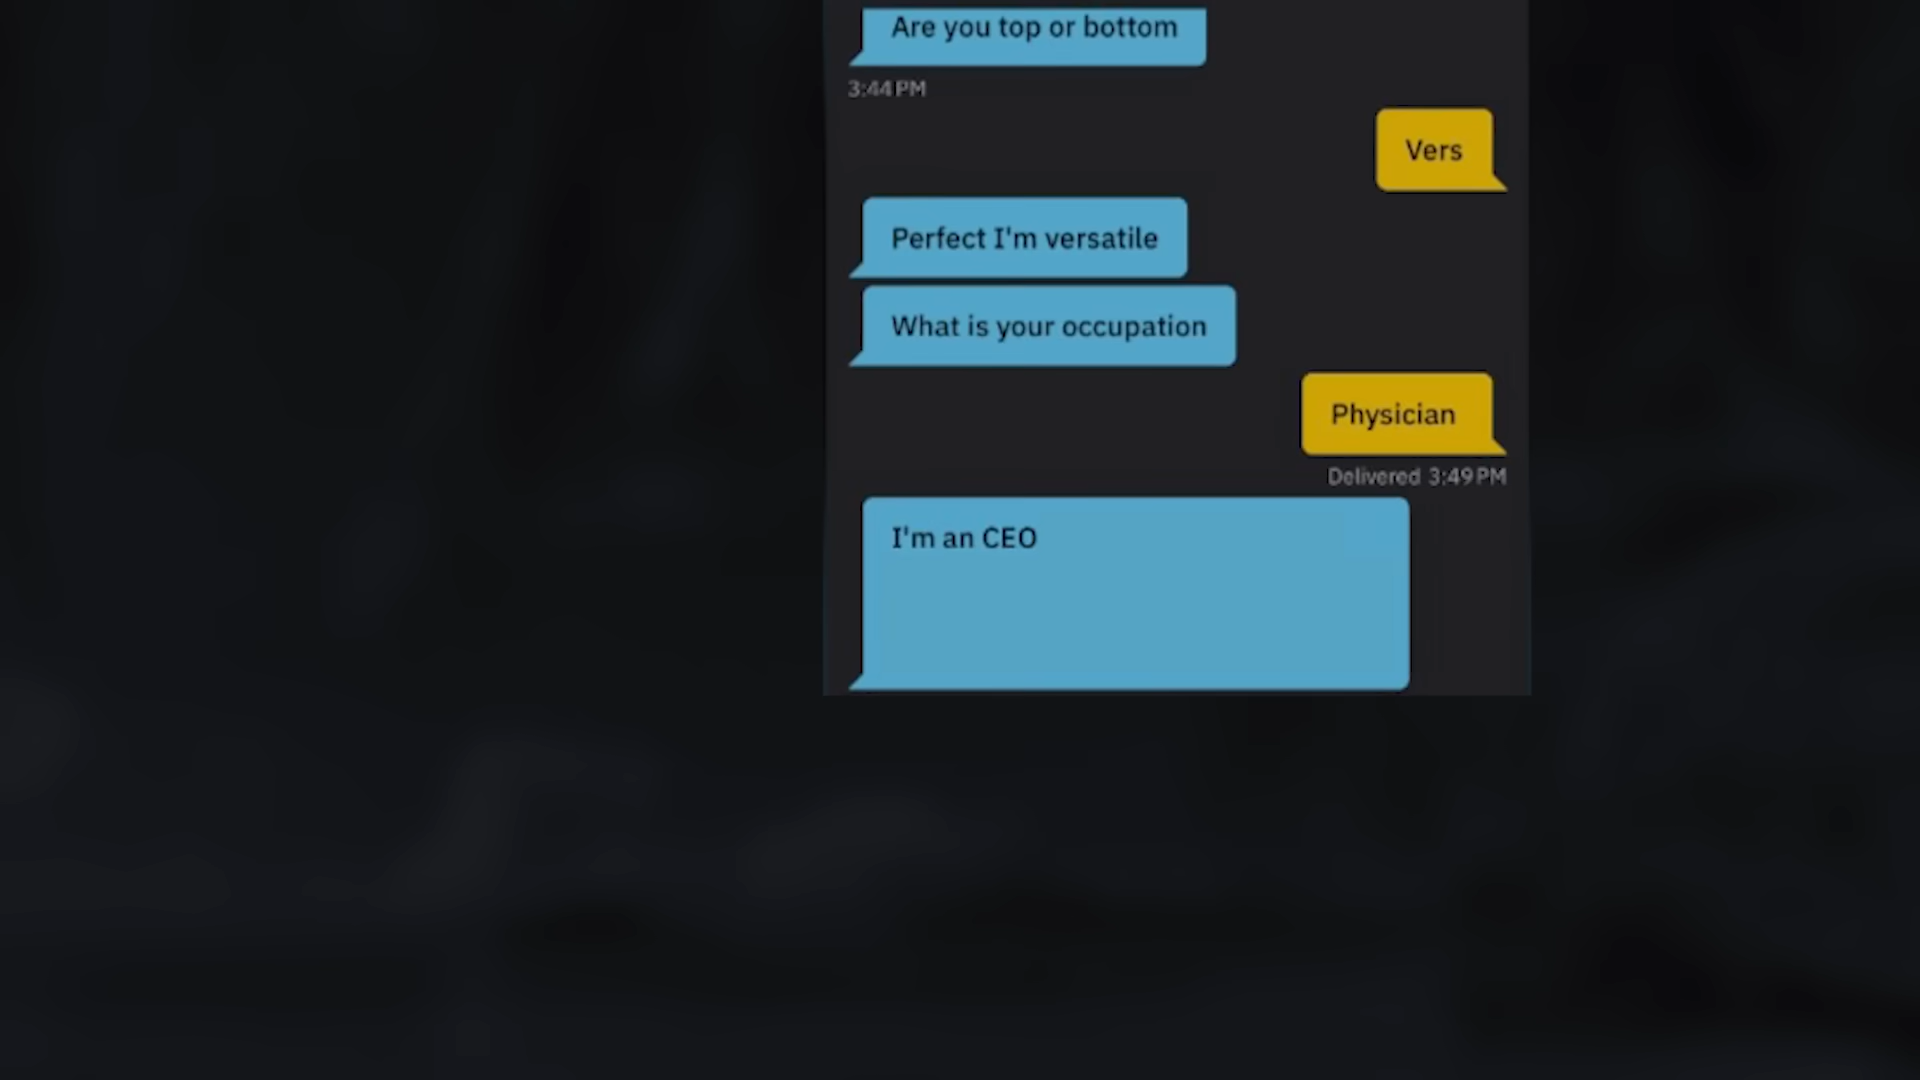 Are you top or bottom
3:44 PM
Vers
Perfect I'm versatile
What is your occupation
Physician
Delivered 3:49 PM
I'm an CEO